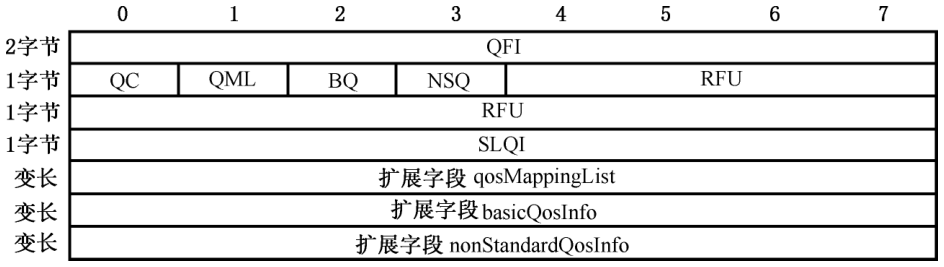 0 1 2 3 4 5 6 7
2字节 QFI
1字节 QC QML BQ NSQ RFU
1字节 RFU
1字节 SLQI
变长 扩展字段 qosMappingList
变长 扩展字段 basicQosInfo
变长 扩展字段 nonStandardQosInfo